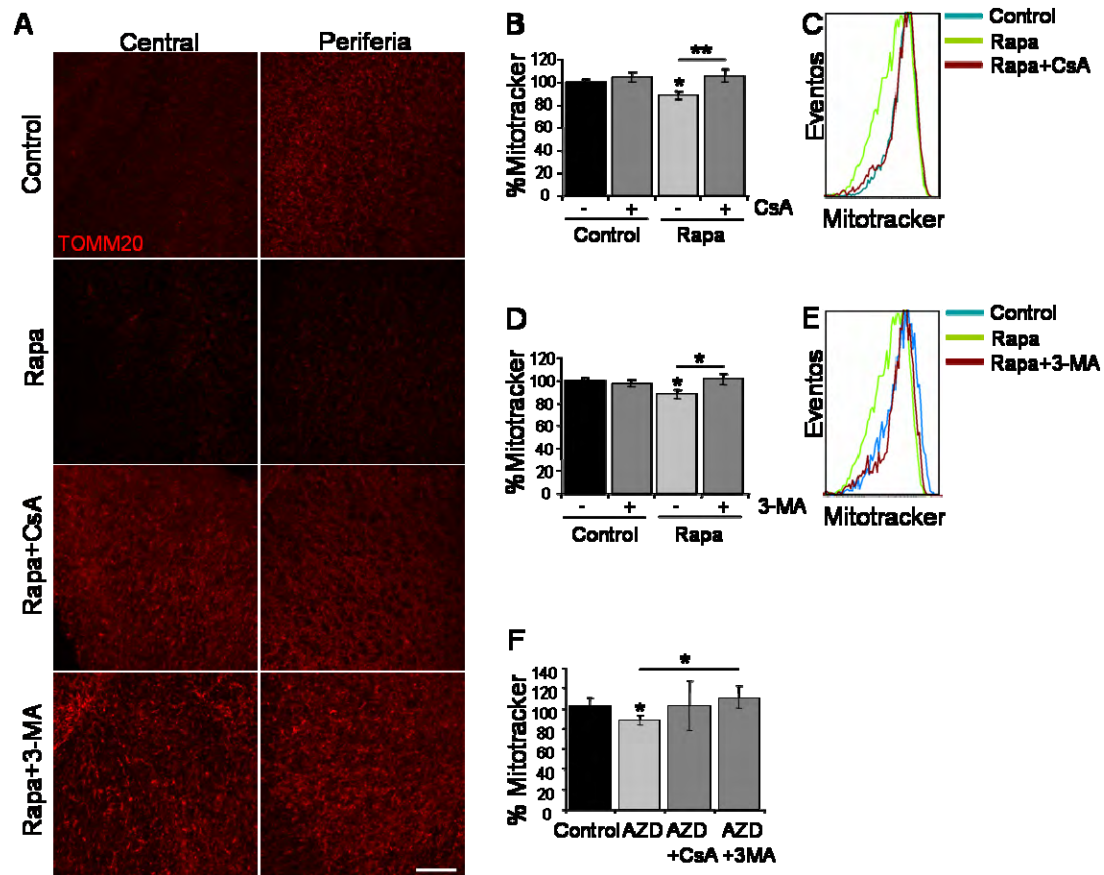 A
Central
Periferia
Control
TOMM20
Rapa
Rapa+CsA
Rapa+3-MA
B
%Mitotracker
120
100
80
60
40
20
0
*
**
- + - + CsA
Control Rapa
C
Control
Rapa
Rapa+CsA
Eventos
Mitotracker
D
%Mitotracker
120
100
80
60
40
20
0
*
*
- + - + 3-MA
Control Rapa
E
Control
Rapa
Rapa+3-MA
Eventos
Mitotracker
F
% Mitotracker
140
120
100
80
60
40
20
0
*
*
Control AZD AZD AZD
+CsA +3MA